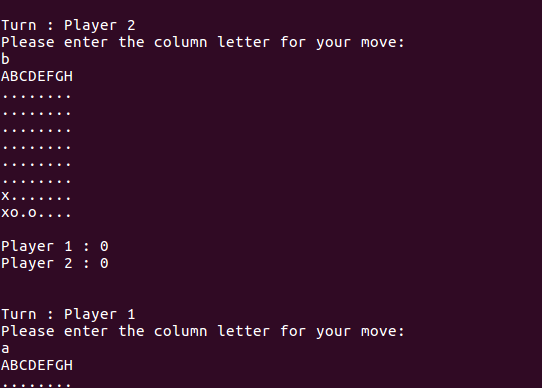 Turn : Player 2
Please enter the column letter for your move:
b
ABCDEFGH
........
........
........
........
........
........
x.......
xo.o....
Player 1 : 0
Player 2 : 0
Turn : Player 1
Please enter the column letter for your move:
a
ABCDEFGH
........